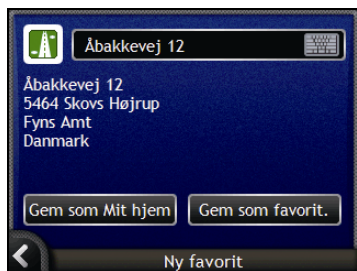 Åbakkevej 12
Åbakkevej 12
5464 Skovs Højrup
Fyns Amt
Danmark
Gem som Mit hjem
Gem som favorit.
Ny favorit